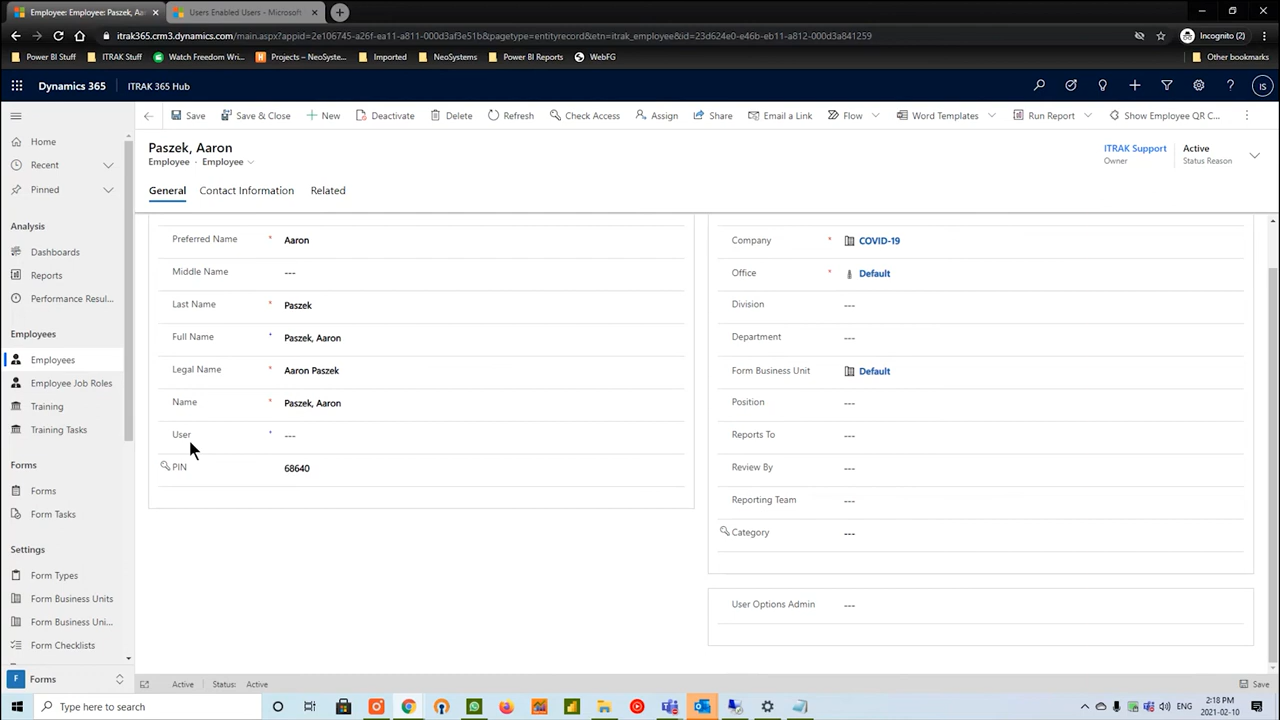 Employee: Employee: Paszek, Aa
Users Enabled Users - Microsoft
itrak365.crm3.dynamics.com/main.aspx?appid=2e106745-a26f-ea11-a811-000d3af3e51b&pagetype=entityrecord&etn=itrak_employee&id=23d624e0-e46b-eb11-a812-000d3a841259
Incognito (2)
Power BI Stuff
ITRAK Stuff
Watch Freedom Wri...
Projects – NeoSyste...
Imported
NeoSystems
Power BI Reports
WebFG
Other bookmarks
Dynamics 365
ITRAK 365 Hub
IS
Save
Save & Close
New
Deactivate
Delete
Refresh
Check Access
Assign
Share
Email a Link
Flow
Word Templates
Run Report
Show Employee QR C...
Home
Recent
Pinned
Analysis
Dashboards
Reports
Performance Resul...
Employees
Employees
Employee Job Roles
Training
Training Tasks
Forms
Forms
Form Tasks
Settings
Form Types
Form Business Units
Form Business Uni...
Form Checklists
F Forms
Paszek, Aaron
Employee · Employee
ITRAK Support
Owner
Active
Status Reason
General
Contact Information
Related
Preferred Name * Aaron
Middle Name ---
Last Name * Paszek
Full Name * Paszek, Aaron
Legal Name * Aaron Paszek
Name * Paszek, Aaron
User * ---
PIN 68640
Company * COVID-19
Office * Default
Division ---
Department ---
Form Business Unit Default
Position ---
Reports To ---
Review By ---
Reporting Team ---
Category ---
User Options Admin ---
Active
Status: Active
Save
Type here to search
ENG
2:18 PM
2021-02-10